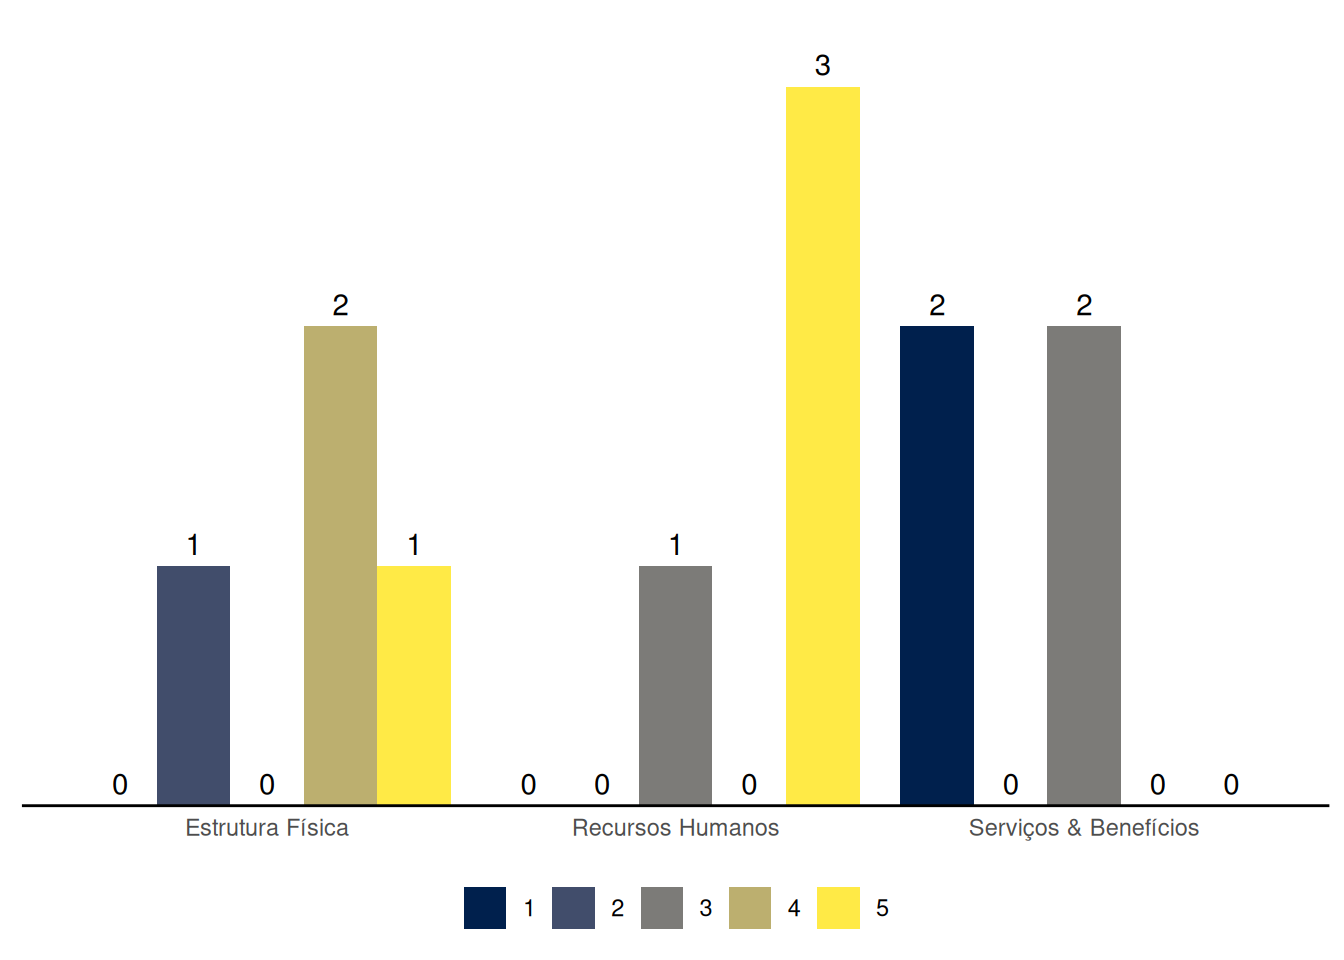 3
2 2 2
1 1 1
0 0 0 0 0 0 0 0
Estrutura Física Recursos Humanos Serviços & Benefícios
1 2 3 4 5